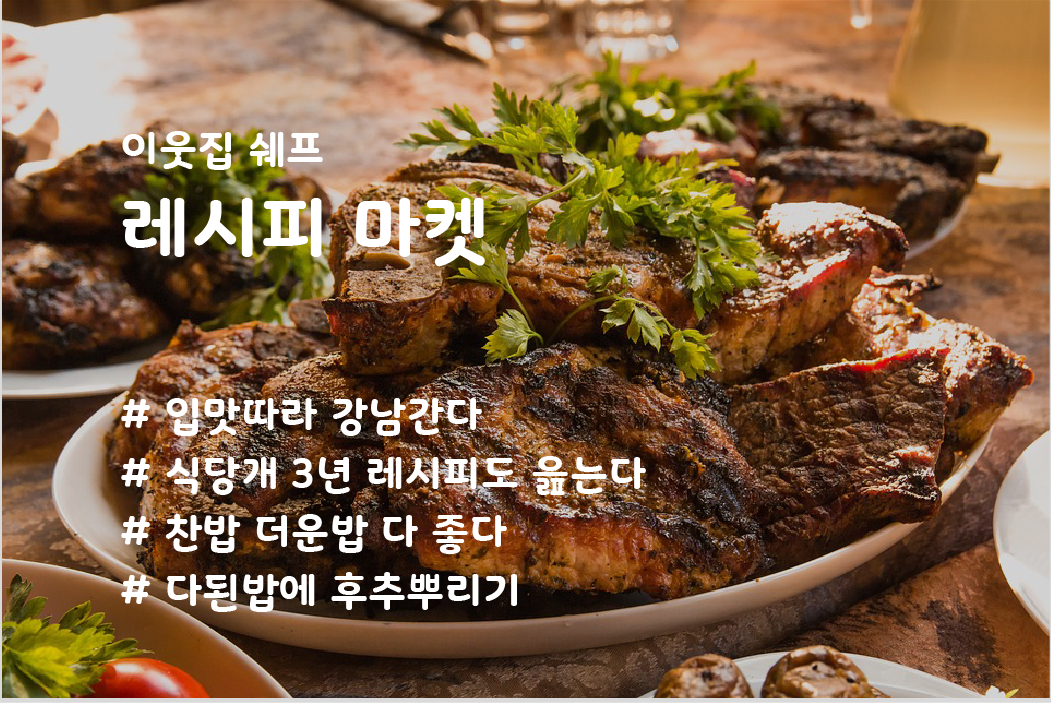 이웃집 쉐프
레시피 마켓
# 입맛따라 강남간다
# 식당개 3년 레시피도 읊는다
# 찬밥 더운밥 다 좋다
# 다된밥에 후추뿌리기